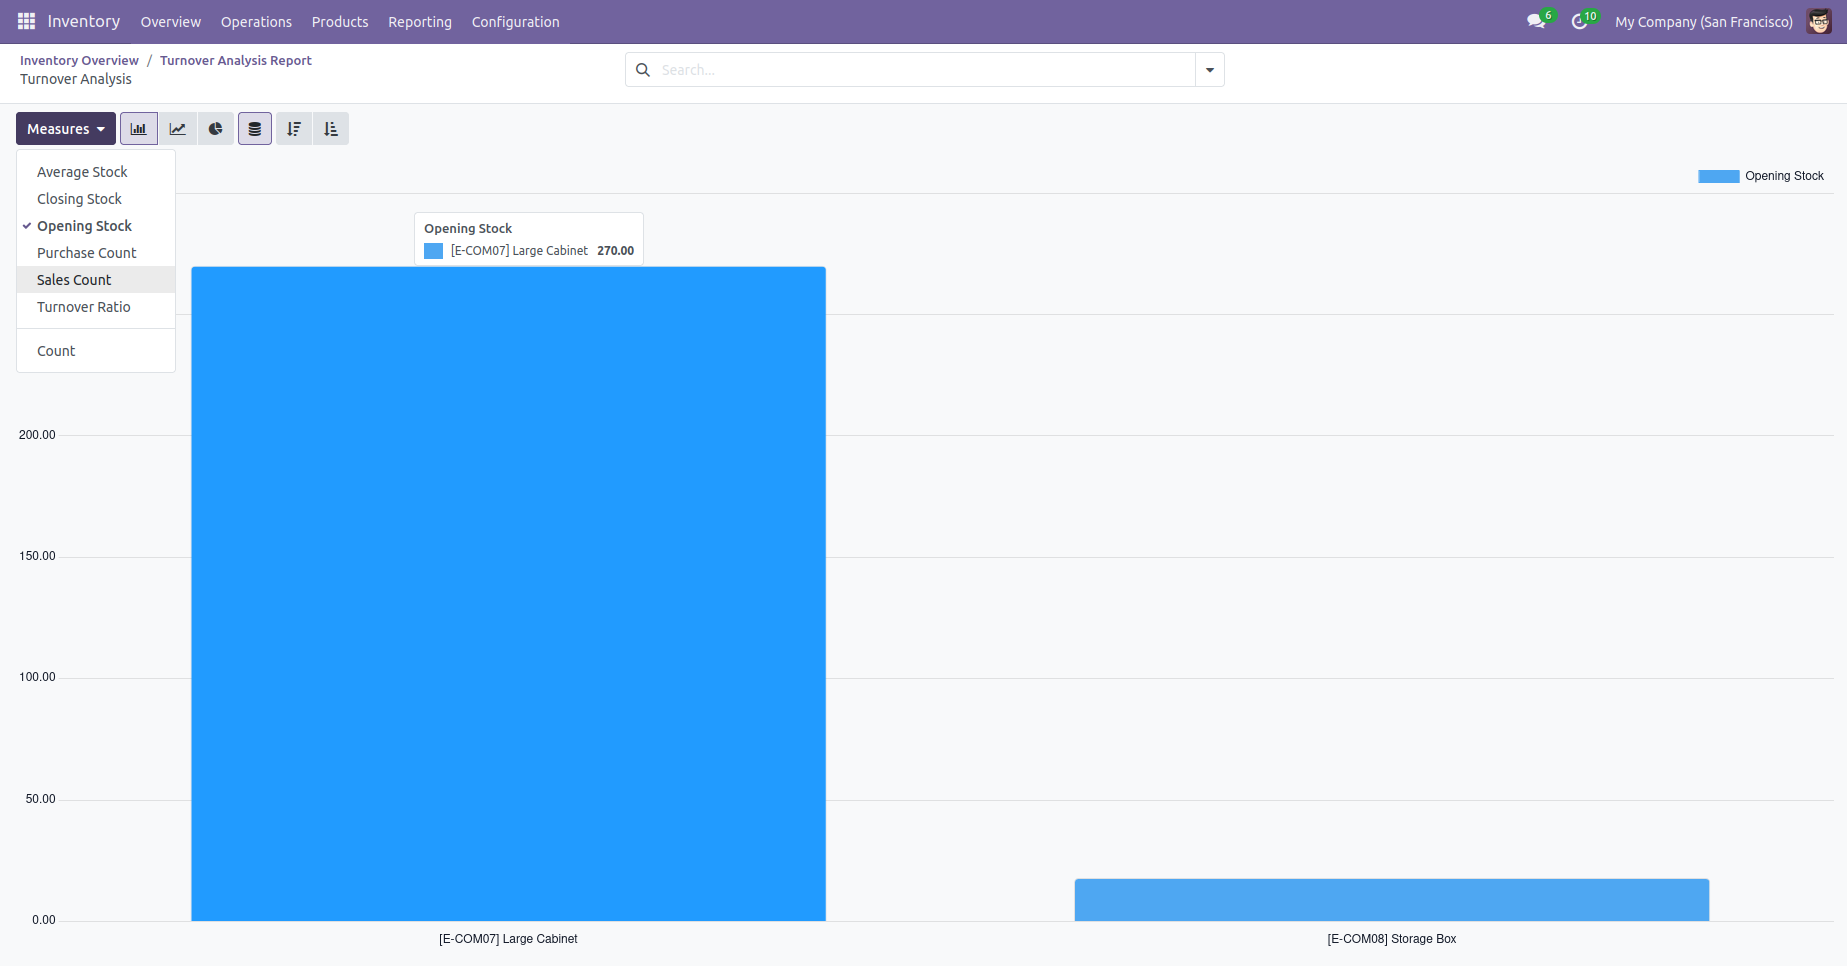 Inventory Overview Operations Products Reporting Configuration 6 10 My Company (San Francisco)
Inventory Overview / Turnover Analysis Report
Turnover Analysis
Search...
Measures
Average Stock
Closing Stock
Opening Stock
Purchase Count
Sales Count
Turnover Ratio
Count
Opening Stock
Opening Stock
[E-COM07] Large Cabinet 270.00
200.00
150.00
100.00
50.00
0.00
[E-COM07] Large Cabinet [E-COM08] Storage Box